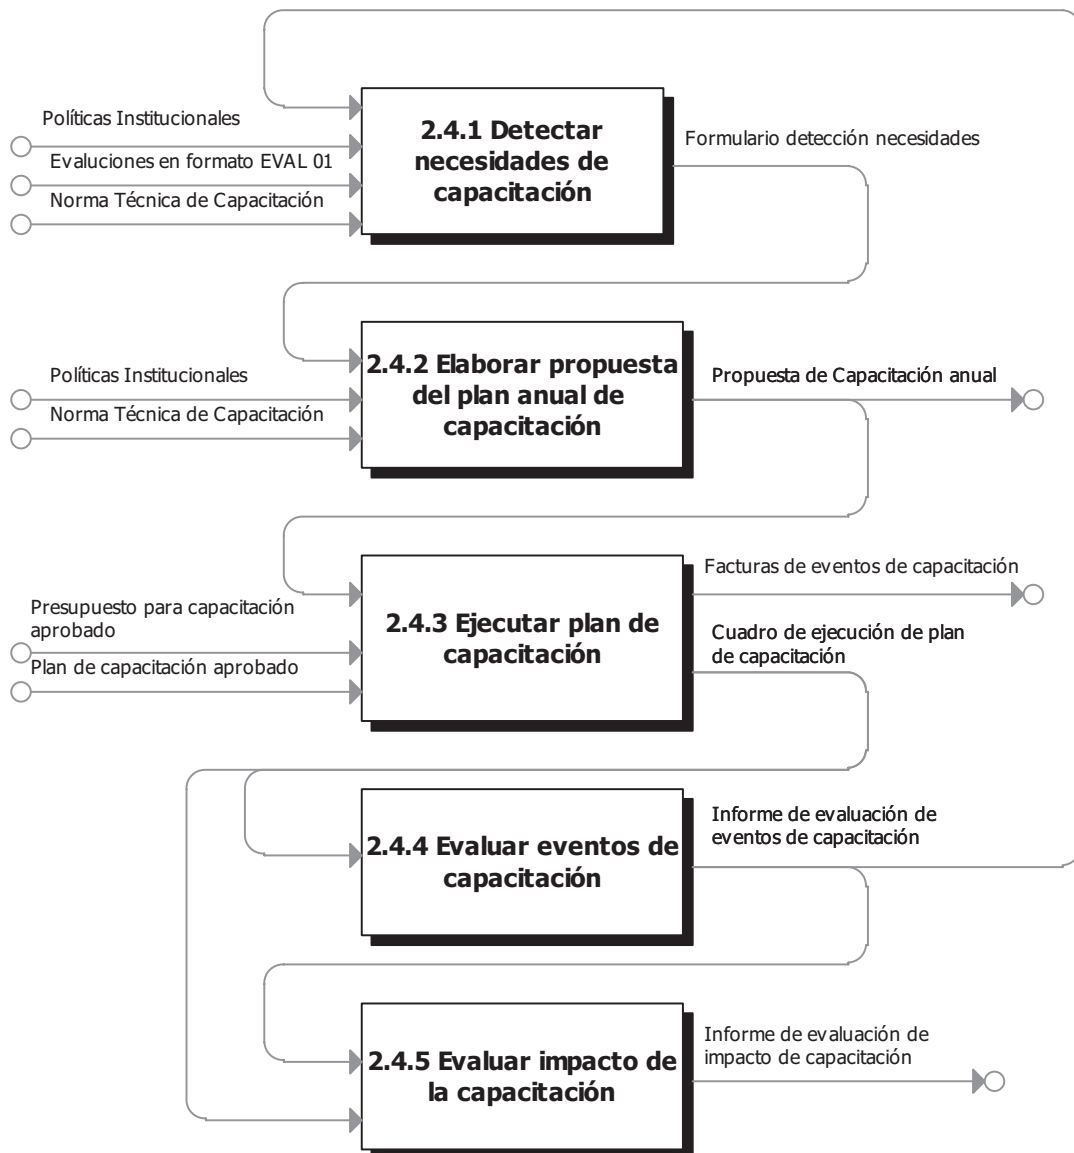 Políticas Institucionales
Evaluciones en formato EVAL 01
Norma Técnica de Capacitación
2.4.1 Detectar
necesidades de
capacitación
Formulario detección necesidades
Políticas Institucionales
Norma Técnica de Capacitación
2.4.2 Elaborar propuesta
del plan anual de
capacitación
Propuesta de Capacitación anual
Presupuesto para capacitación
aprobado
Plan de capacitación aprobado
2.4.3 Ejecutar plan de
capacitación
Facturas de eventos de capacitación
Cuadro de ejecución de plan
de capacitación
2.4.4 Evaluar eventos de
capacitación
Informe de evaluación de
eventos de capacitación
2.4.5 Evaluar impacto de
la capacitación
Informe de evaluación de
impacto de capacitación